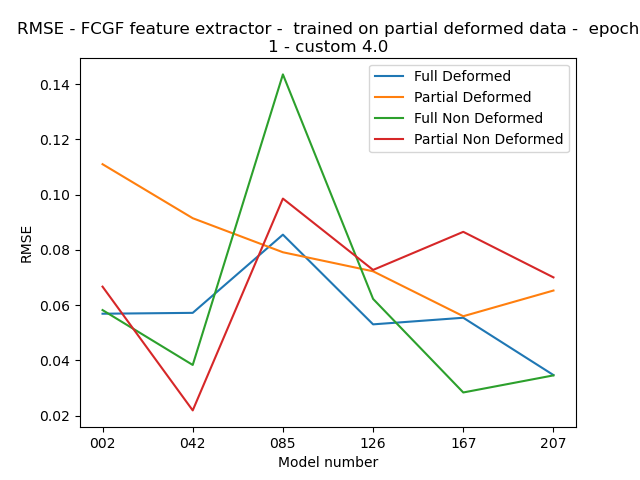 RMSE - FCGF feature extractor -  trained on partial deformed data -  epoch
1 - custom 4.0
Full Deformed
Partial Deformed
Full Non Deformed
Partial Non Deformed
0.14
0.12
0.10
0.08
0.06
0.04
0.02
RMSE
002 042 085 126 167 207
Model number